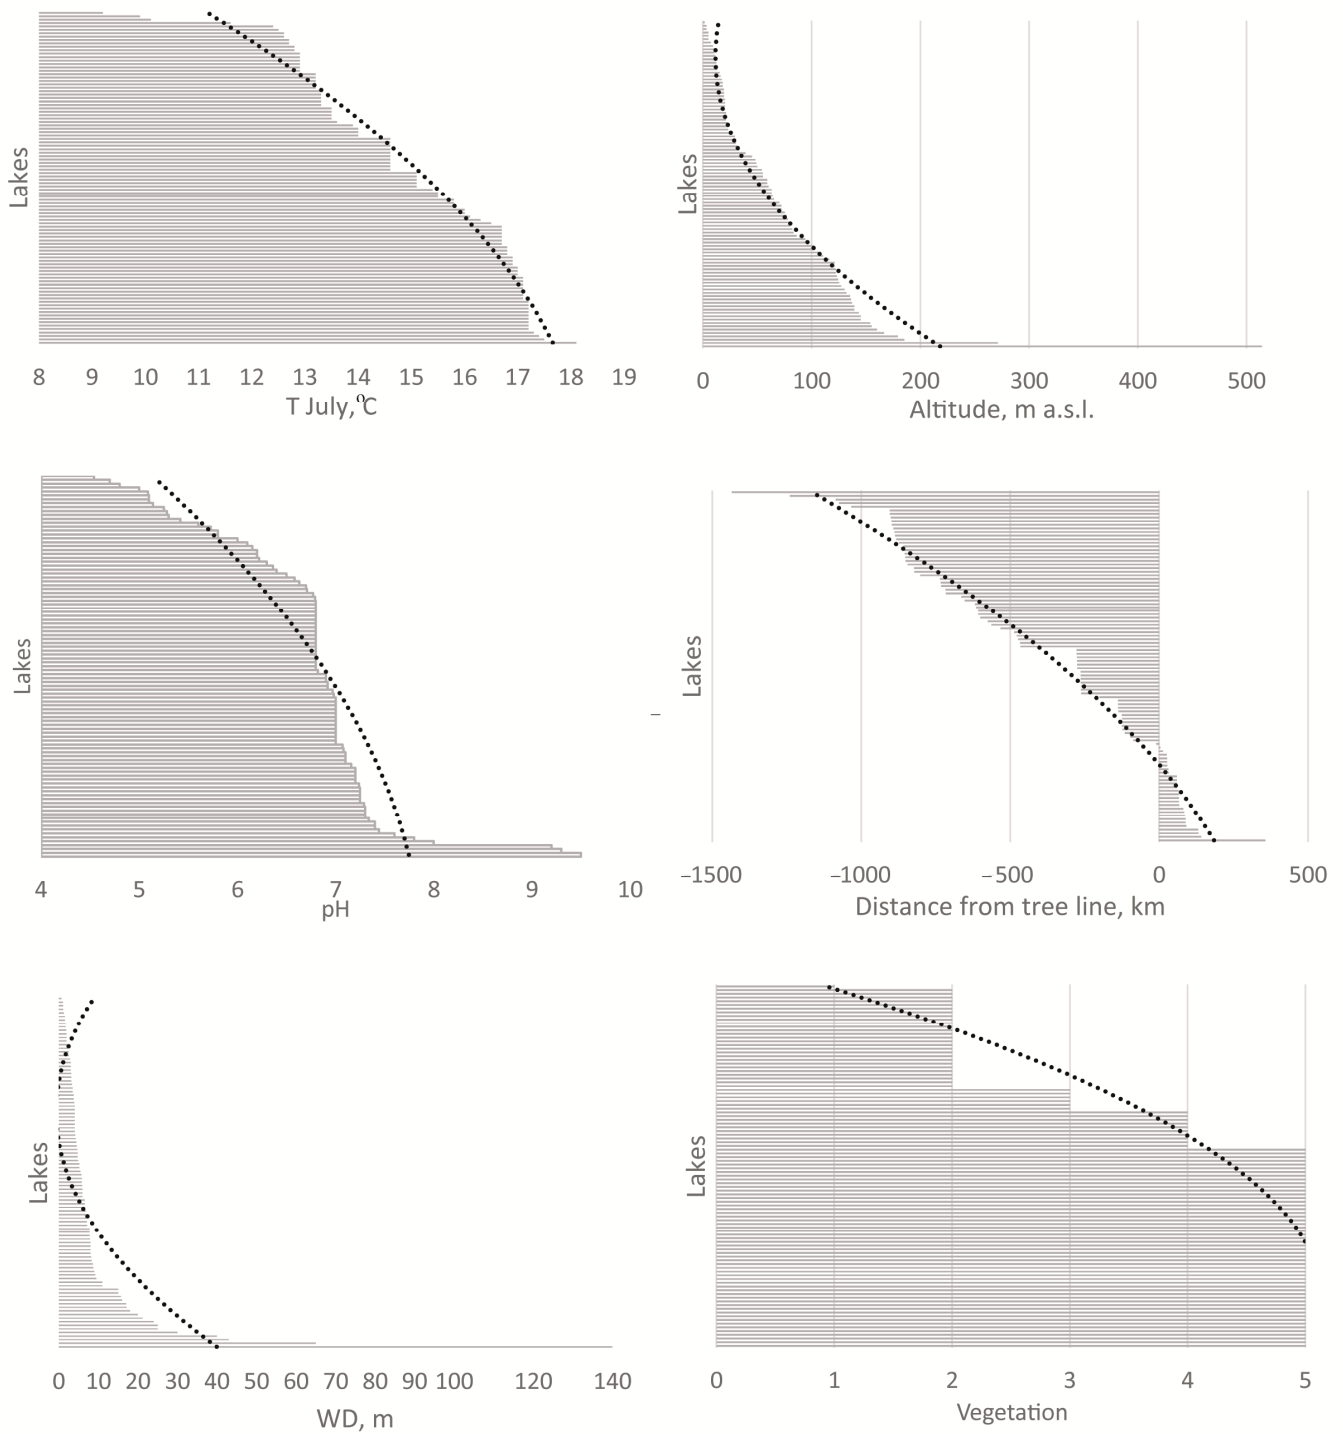 Lakes
8 9 10 11 12 13 14 15 16 17 18 19
T July,°C
Lakes
0 100 200 300 400 500
Altitude, m a.s.l.
Lakes
4 5 6 7 8 9 10
pH
–
Lakes
−1500 −1000 −500 0 500
Distance from tree line, km
Lakes
0 10 20 30 40 50 60 70 80 90 100 120 140
WD, m
Lakes
0 1 2 3 4 5
Vegetation